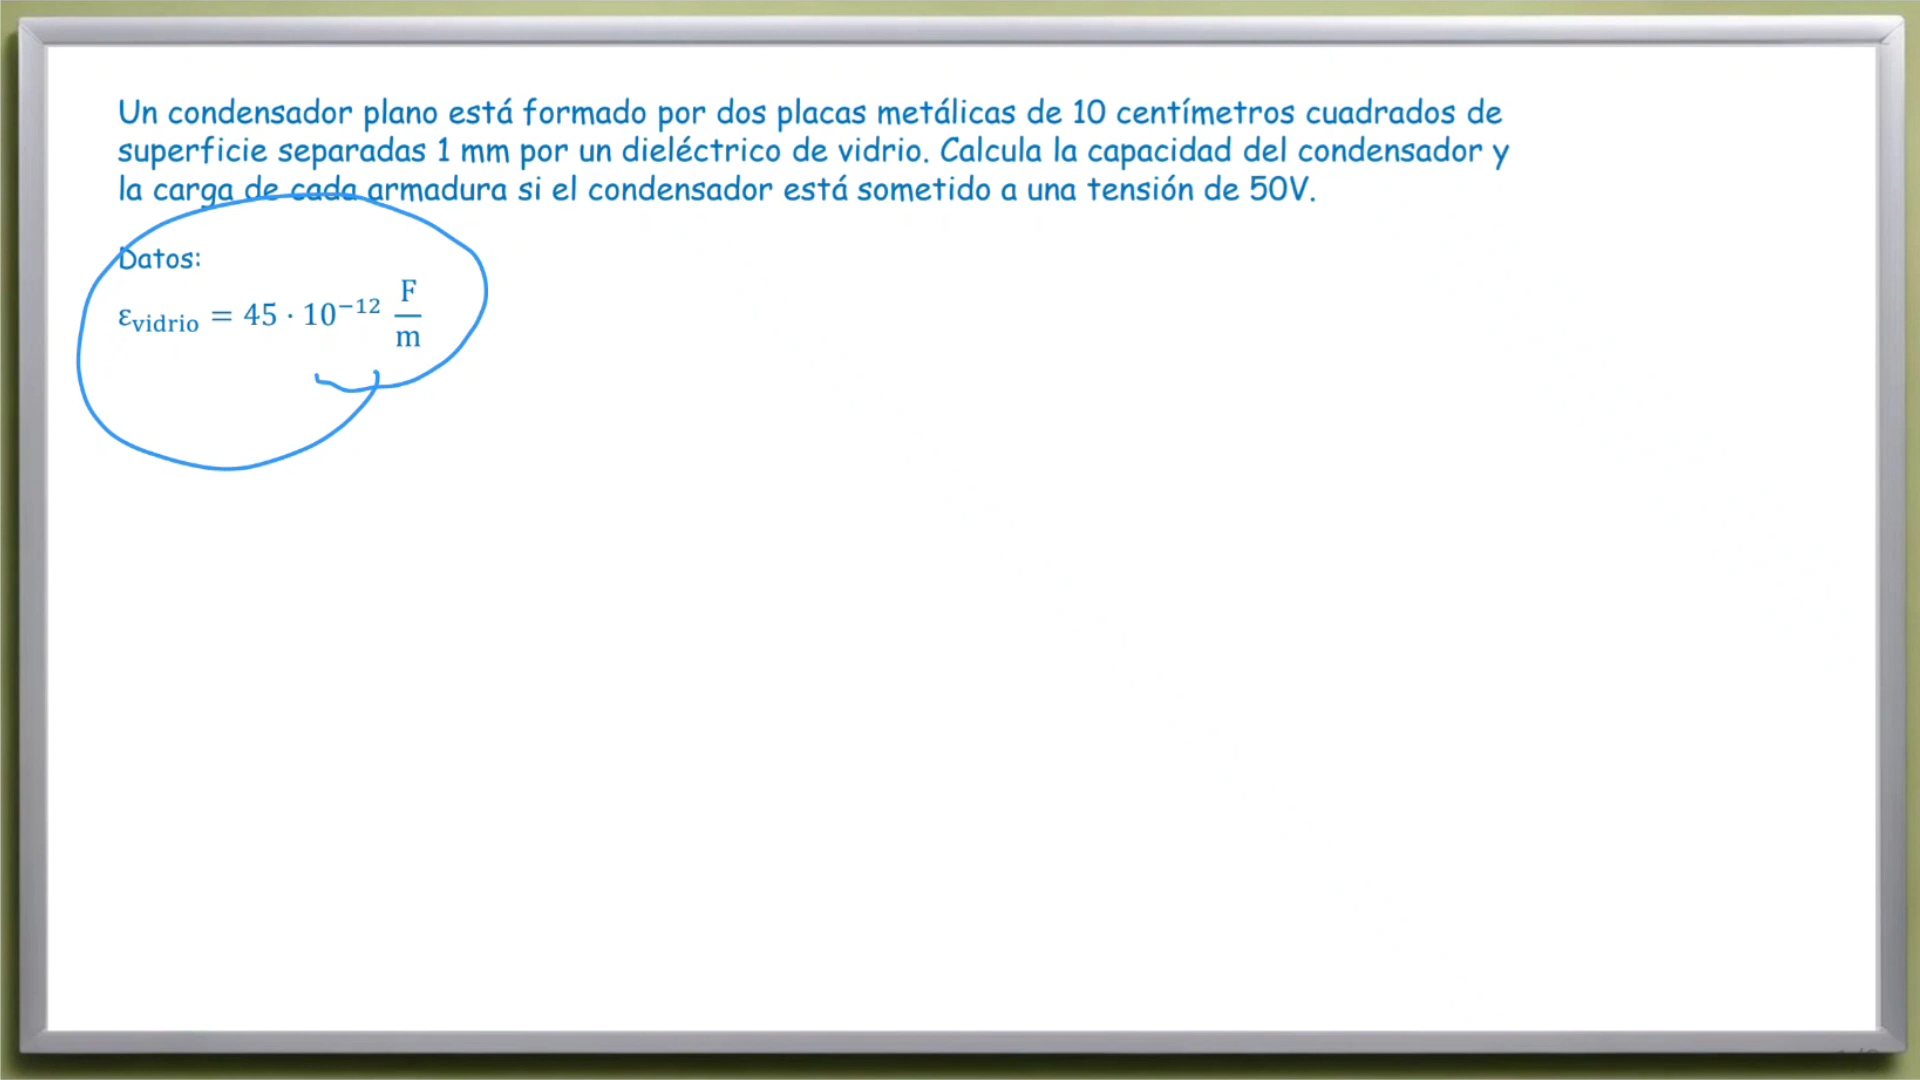 Un condensador plano está formado por dos placas metálicas de 10 centímetros cuadrados de
superficie separadas 1 mm por un dieléctrico de vidrio. Calcula la capacidad del condensador y
la carga de cada armadura si el condensador está sometido a una tensión de 50V.
Datos:
ε_vidrio = 45 · 10⁻¹² F/m